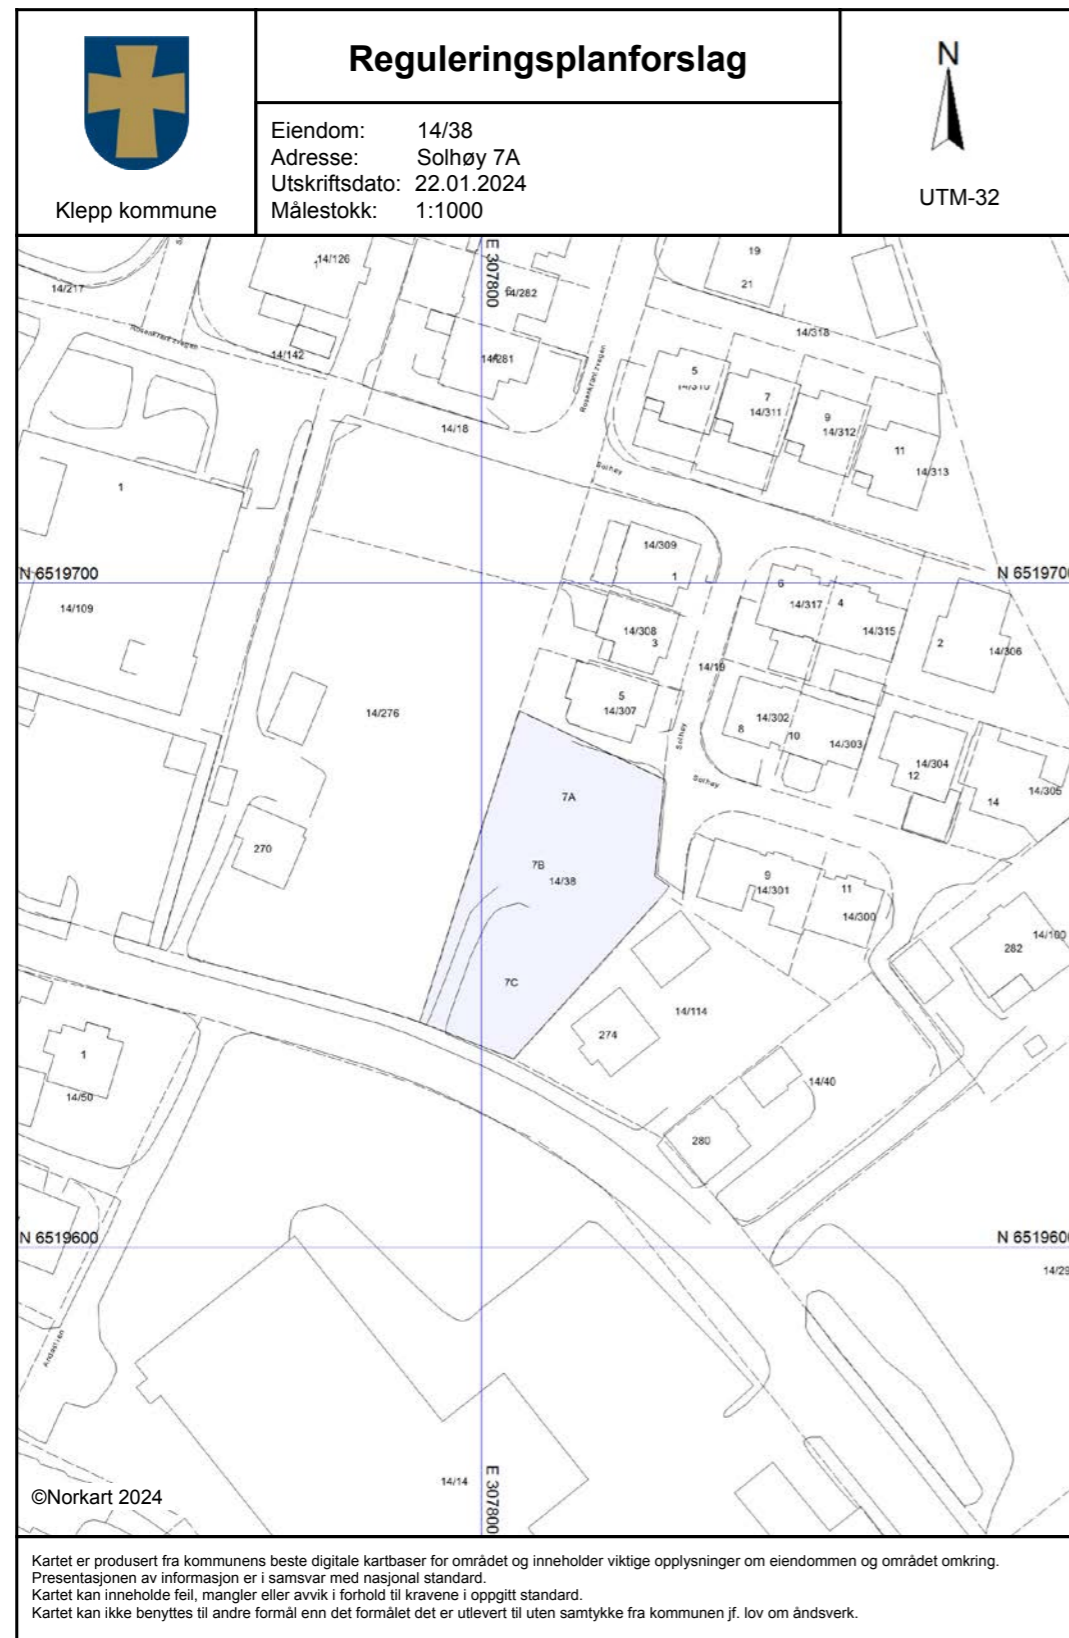 Klepp kommune
Reguleringsplanforslag
Eiendom: 14/38
Adresse: Solhøy 7A
Utskriftsdato: 22.01.2024
Målestokk: 1:1000
N
UTM-32
E 307800
14/126
1
14/217
14/282
19
21
Rosenkrantzvegen
14/142
14/281
14/318
Rosenkrantzvegen
5
14/310
7
14/311
9
14/312
11
14/313
14/18
Solhøy
1
14/309
1
N 6519700
N 6519700
14/109
6
14/317
4
14/315
14/308
3
2
14/306
14/19
5
14/307
14/276
Solhøy
14/302
8
10
14/303
14/304
12
14/305
14
Solhøy
7A
270
7B
14/38
9
14/301
11
14/300
14/100
282
7C
14/114
274
1
14/50
14/40
280
N 6519600
N 6519600
14/29
14/14
E 307800
©Norkart 2024
Kartet er produsert fra kommunens beste digitale kartbaser for området og inneholder viktige opplysninger om eiendommen og området omkring.
Presentasjonen av informasjon er i samsvar med nasjonal standard.
Kartet kan inneholde feil, mangler eller avvik i forhold til kravene i oppgitt standard.
Kartet kan ikke benyttes til andre formål enn det formålet det er utlevert til uten samtykke fra kommunen jf. lov om åndsverk.